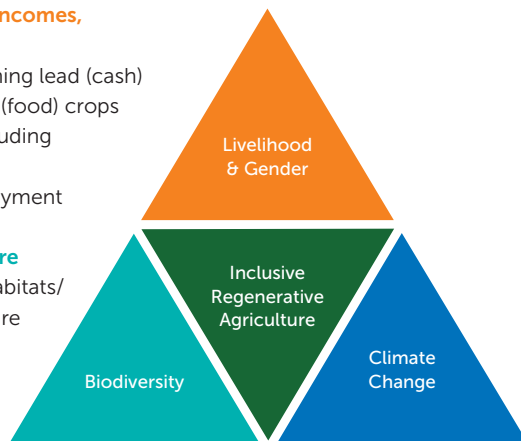 ncomes,
ning lead (cash)
(food) crops
uding
yment
re
abitats/
re
Livelihood
& Gender
Inclusive
Regenerative
Agriculture
Biodiversity
Climate
Change